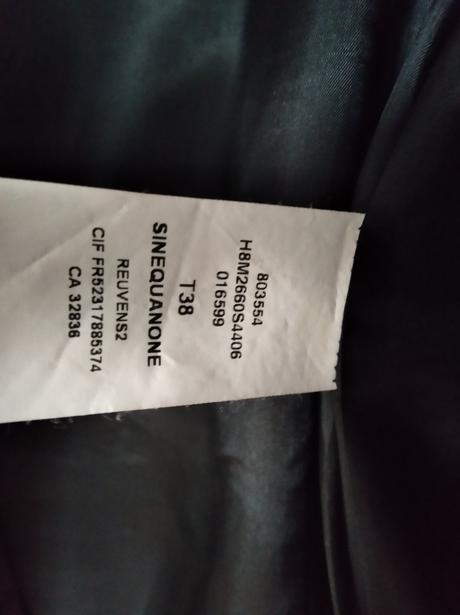 803554
H8M2660S4406
016599
T38
SINEQUANONE
REUVENS2
CIF FR52317885374
CA 32836